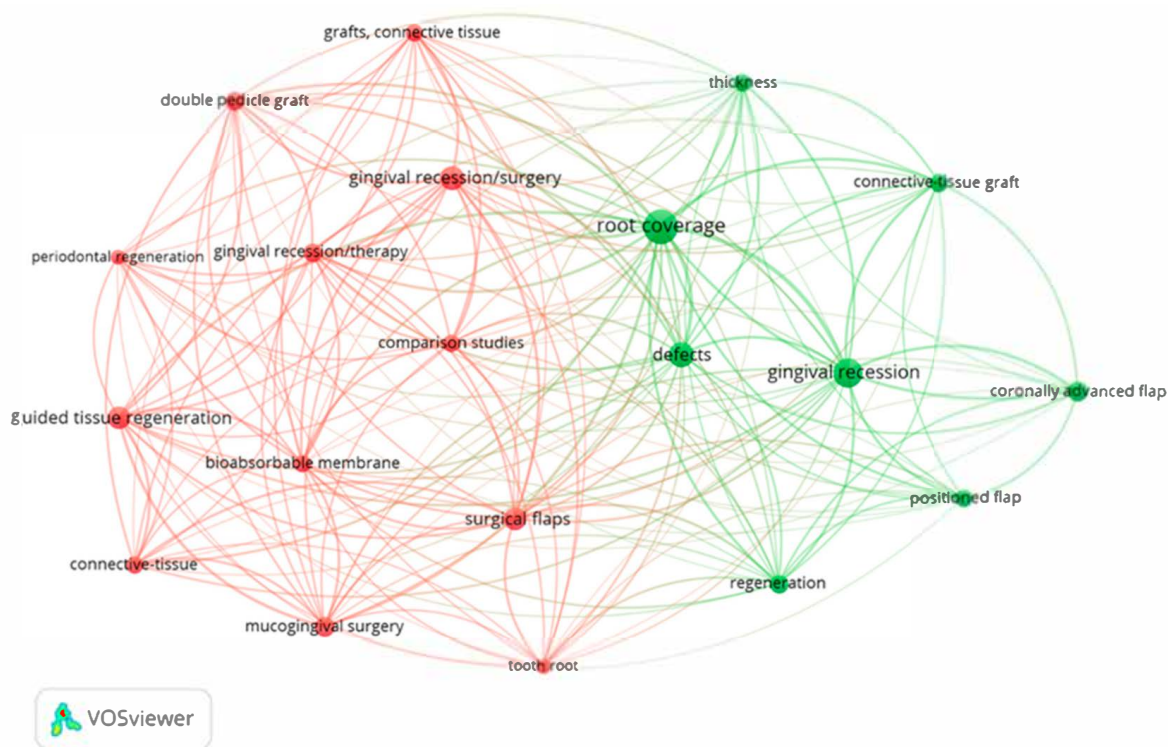 grafts, connective tissue
thickness
double pedicle graft
gingival recession/surgery
connective-tissue graft
root coverage
periodontal regeneration
gingival recession/therapy
comparison studies
defects
gingival recession
coronally advanced flap
guided tissue regeneration
bioabsorbable membrane
positioned flap
surgical flaps
connective-tissue
regeneration
mucogingival surgery
tooth root
VOSviewer